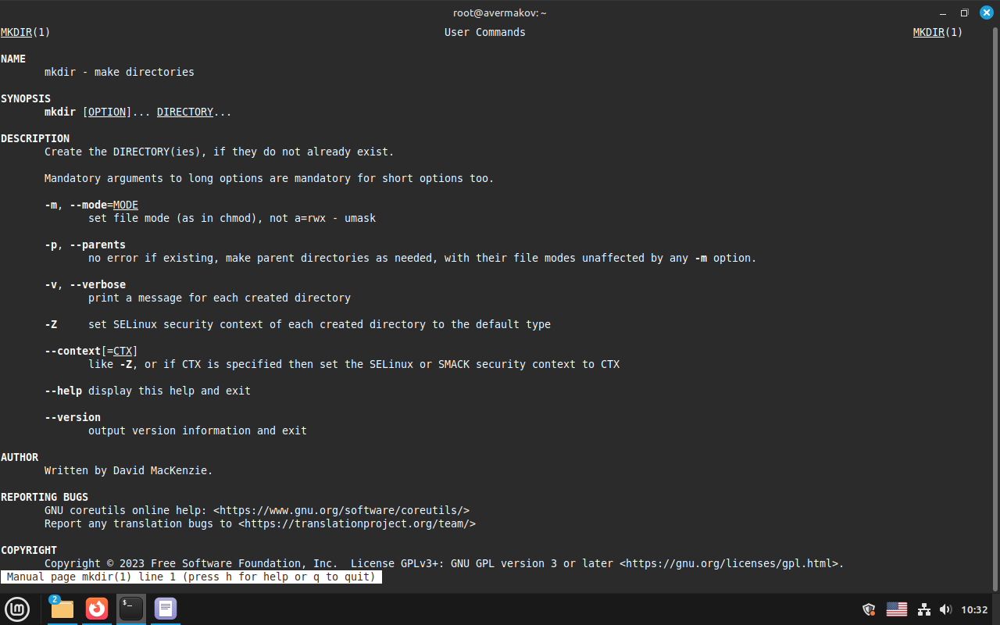 root@avermakov: ~
MKDIR(1) User Commands MKDIR(1)
NAME
mkdir - make directories
SYNOPSIS
mkdir [OPTION]... DIRECTORY...
DESCRIPTION
Create the DIRECTORY(ies), if they do not already exist.
Mandatory arguments to long options are mandatory for short options too.
-m, --mode=MODE
set file mode (as in chmod), not a=rwx - umask
-p, --parents
no error if existing, make parent directories as needed, with their file modes unaffected by any -m option.
-v, --verbose
print a message for each created directory
-Z set SELinux security context of each created directory to the default type
--context[=CTX]
like -Z, or if CTX is specified then set the SELinux or SMACK security context to CTX
--help display this help and exit
--version
output version information and exit
AUTHOR
Written by David MacKenzie.
REPORTING BUGS
GNU coreutils online help: <https://www.gnu.org/software/coreutils/>
Report any translation bugs to <https://translationproject.org/team/>
COPYRIGHT
Copyright © 2023 Free Software Foundation, Inc. License GPLv3+: GNU GPL version 3 or later <https://gnu.org/licenses/gpl.html>.
Manual page mkdir(1) line 1 (press h for help or q to quit)
2
$_
10:32